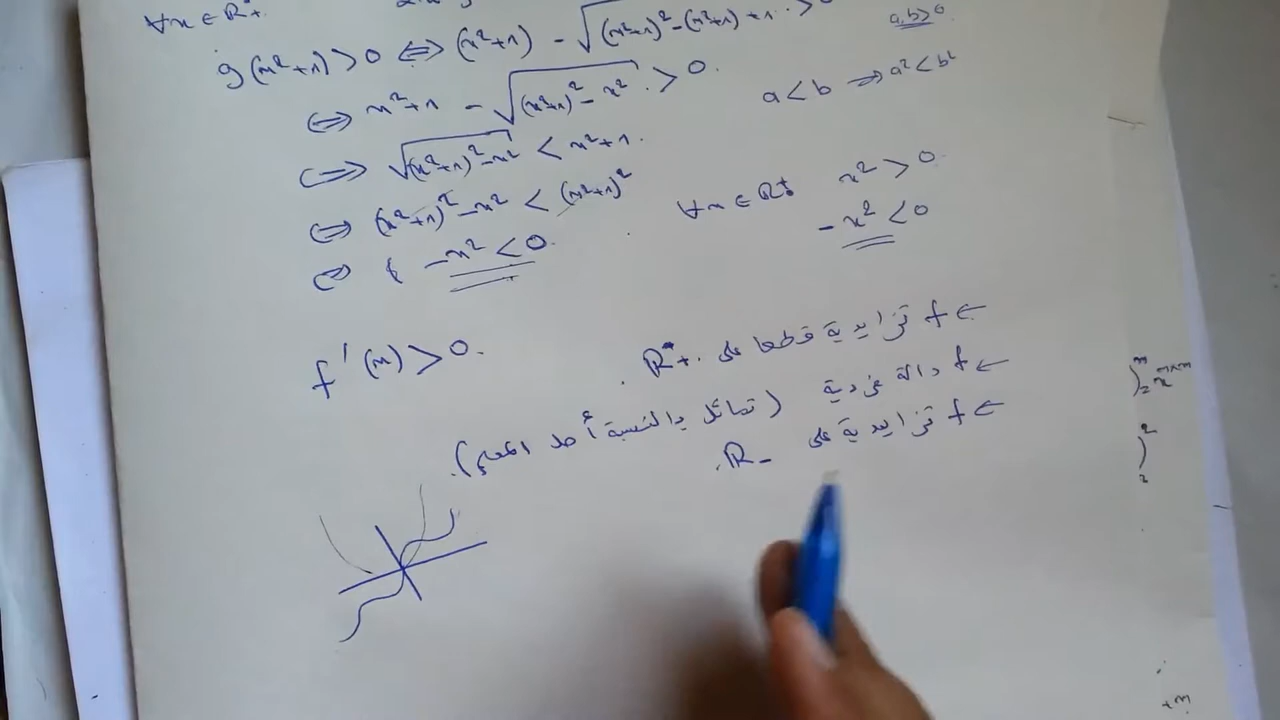 ∀x ∈ ℝ*₊
g(x²+1) > 0 ⇔ (x²+1) − √((x²+1)²−(x²+1)+1) > 0
a,b>0
⇔ x²+1 − √((x²+1)²−x²) > 0.
a < b ⇒ a² < b²
⇔ √((x²+1)²−x²) < x²+1.
⇔ (x²+1)²−x² < (x²+1)²
∀x ∈ ℝ*₊ x² > 0
−x² < 0
⇔ −x² < 0.
f'(x) > 0.
← f تزايدية قطعا على ℝ*₊.
← f دالة فردية (تماثل بالنسبة أصل المعلم).
← f تزايدية على ℝ₋.